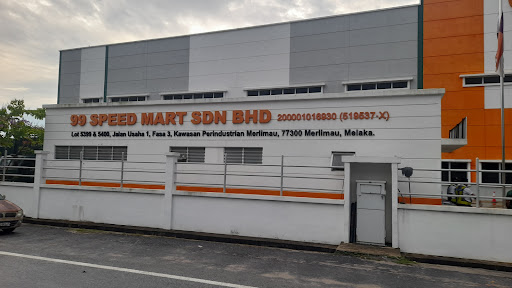 99 SPEED MART SDN BHD 200001016930 (519537-X)
Lot 5399 & 5400, Jalan Usaha 1, Fasa 3, Kawasan Perindustrian Merlimau, 77300 Merlimau, Melaka.